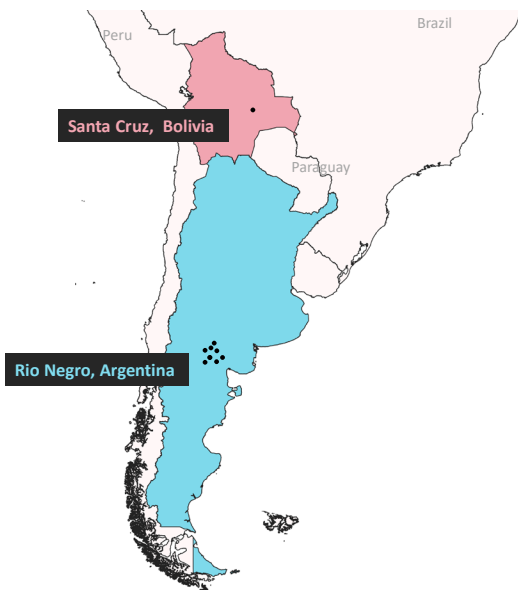 Peru
Brazil
Santa Cruz, Bolivia
Paraguay
Rio Negro, Argentina